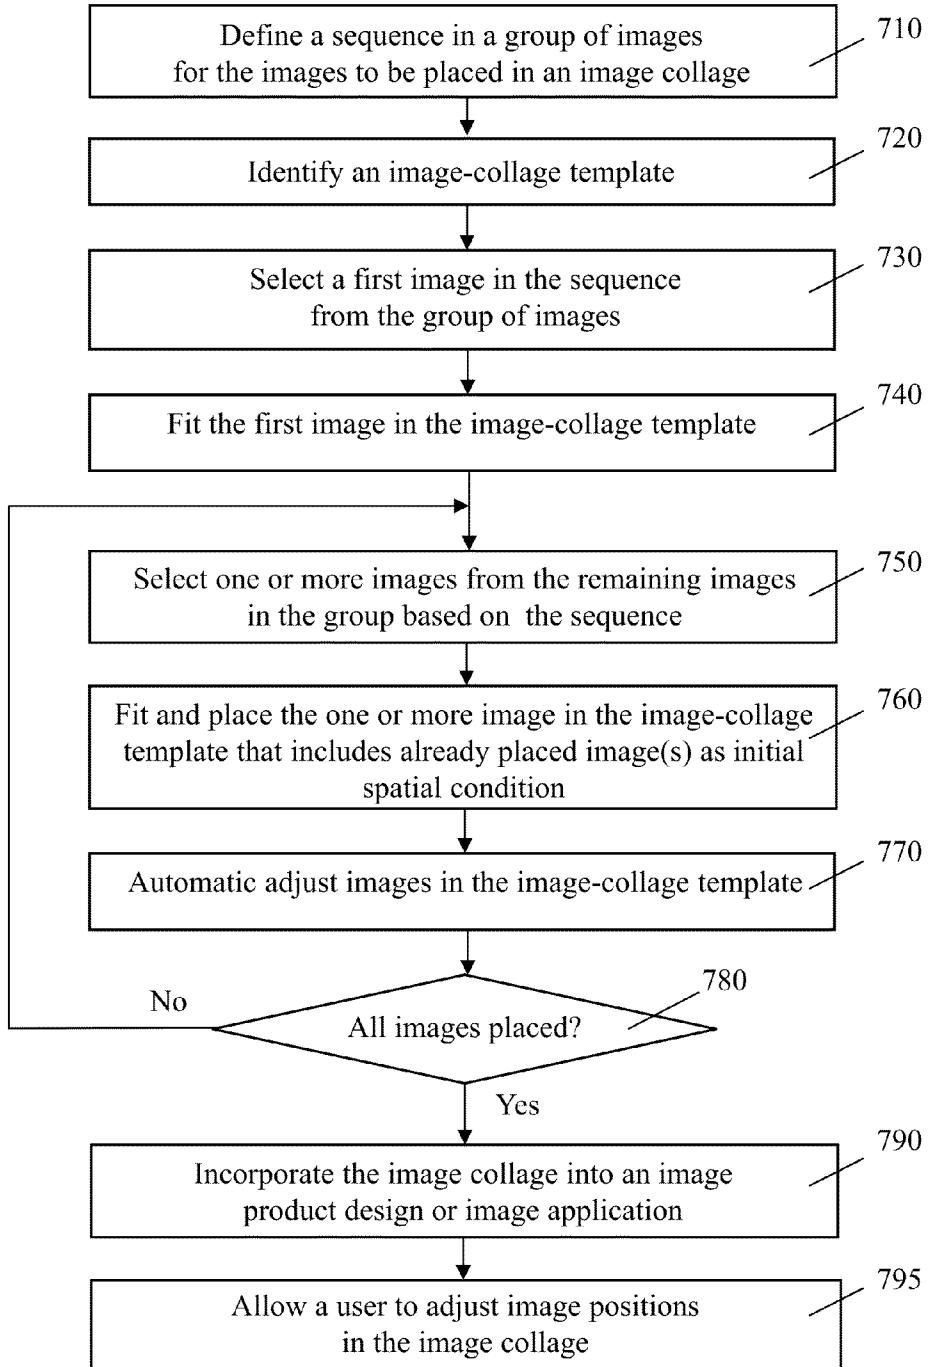 Define a sequence in a group of images
for the images to be placed in an image collage
710
Identify an image-collage template
720
Select a first image in the sequence
from the group of images
730
Fit the first image in the image-collage template
740
Select one or more images from the remaining images
in the group based on the sequence
750
Fit and place the one or more image in the image-collage
template that includes already placed image(s) as initial
spatial condition
760
Automatic adjust images in the image-collage template
770
All images placed?
780
No
Yes
Incorporate the image collage into an image
product design or image application
790
Allow a user to adjust image positions
in the image collage
795